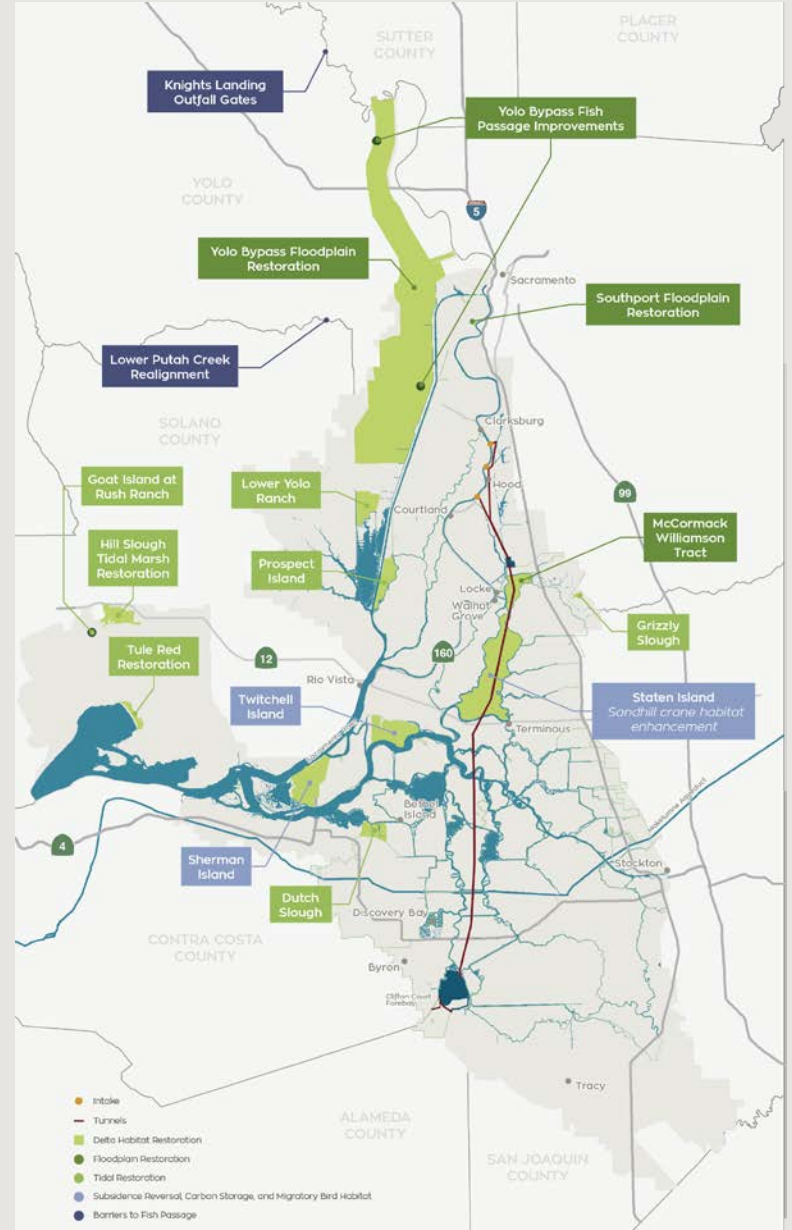 SUTTER
COUNTY
PLACER
COUNTY
Knights Landing
Outfall Gates
Yolo Bypass Fish
Passage Improvements
YOLO
COUNTY
5
Yolo Bypass Floodplain
Restoration
Sacramento
Southport Floodplain
Restoration
Lower Putah Creek
Realignment
SOLANO
COUNTY
Clarksburg
Goat Island at
Rush Ranch
Lower Yolo
Ranch
Hood
99
Courtland
Hill Slough
Tidal Marsh
Restoration
McCormack
Williamson
Tract
Prospect
Island
Locke
Walnut
Grove
Grizzly
Slough
Tule Red
Restoration
12
160
Rio Vista
Twitchell
Island
Staten Island
Sandhill crane habitat
enhancement
Terminous
Bethel
Island
Mokelumne Aqueduct
4
Sherman
Island
Stockton
Dutch
Slough
Discovery Bay
CONTRA COSTA
COUNTY
Byron
Clifton Court
Forebay
Tracy
ALAMEDA
COUNTY
SAN JOAQUIN
COUNTY
Intake
Tunnels
Delta Habitat Restoration
Floodplain Restoration
Tidal Restoration
Subsidence Reversal, Carbon Storage, and Migratory Bird Habitat
Barriers to Fish Passage